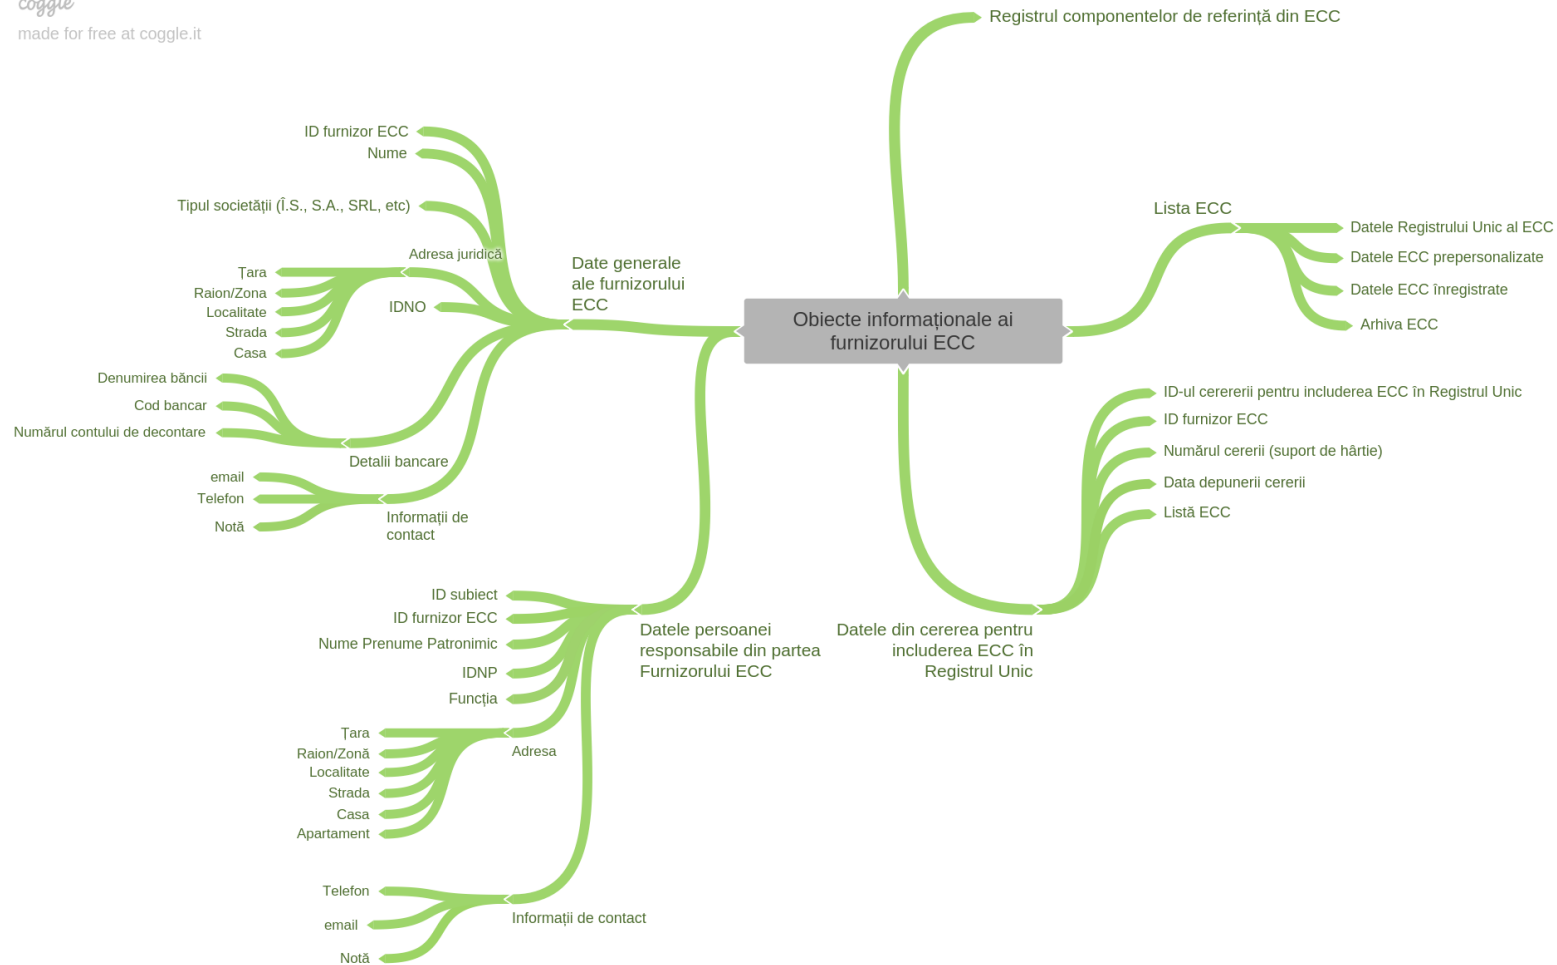 coggle
made for free at coggle.it
Registrul componentelor de referință din ECC
ID furnizor ECC
Nume
Tipul societății (Î.S., S.A., SRL, etc)
Adresa juridică
Țara
Raion/Zona
Localitate
Strada
Casa
IDNO
Date generale
ale furnizorului
ECC
Denumirea băncii
Cod bancar
Numărul contului de decontare
Detalii bancare
email
Telefon
Notă
Informații de
contact
Obiecte informaționale ai
furnizorului ECC
Lista ECC
Datele Registrului Unic al ECC
Datele ECC prepersonalizate
Datele ECC înregistrate
Arhiva ECC
ID-ul cerererii pentru includerea ECC în Registrul Unic
ID furnizor ECC
Numărul cererii (suport de hârtie)
Data depunerii cererii
Listă ECC
Datele din cererea pentru
includerea ECC în
Registrul Unic
ID subiect
ID furnizor ECC
Nume Prenume Patronimic
IDNP
Funcția
Datele persoanei
responsabile din partea
Furnizorului ECC
Țara
Raion/Zonă
Localitate
Strada
Casa
Apartament
Adresa
Telefon
email
Notă
Informații de contact